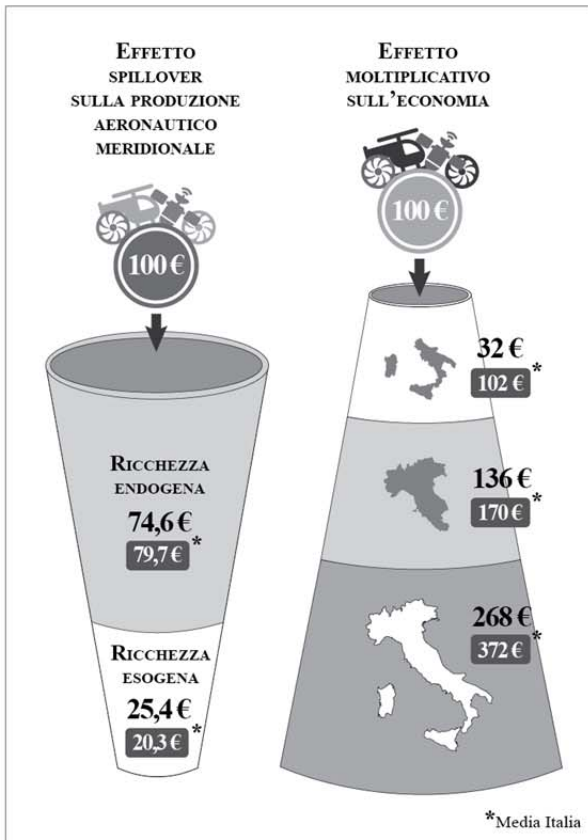 EFFETTO
SPILLOVER
SULLA PRODUZIONE
AERONAUTICO
MERIDIONALE
100 €
RICCHEZZA
ENDOGENA
74,6 €
79,7 € *
RICCHEZZA
ESOGENA
25,4 €
20,3 € *
EFFETTO
MOLTIPLICATIVO
SULL’ECONOMIA
100 €
32 €
102 € *
136 €
170 € *
268 €
372 € *
*Media Italia